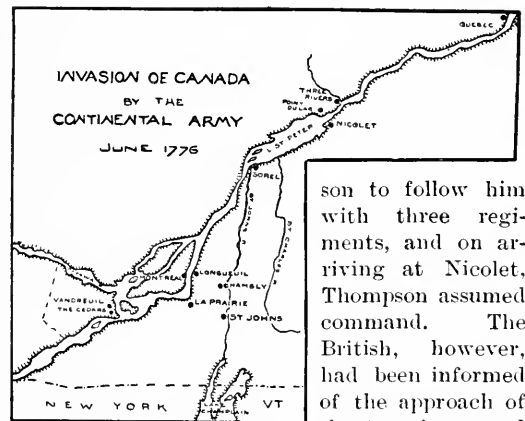 INVASION OF CANADA
BY THE
CONTINENTAL ARMY
JUNE 1776
QUEBEC
THREE
RIVERS
POINT
DU LAC
NICOLET
L. ST PETER
SOREL
MONTREAL
LONGUEUIL
CHAMBLY
VANDREUIL
THE CEDARS
LA PRAIRIE
ST JOHNS
NEW YORK
VT
LAKE
CHAMPLAIN
son to follow him
with three regi-
ments, and on ar-
riving at Nicolet,
Thompson assumed
command. The
British, however,
had been informed
of the approach of